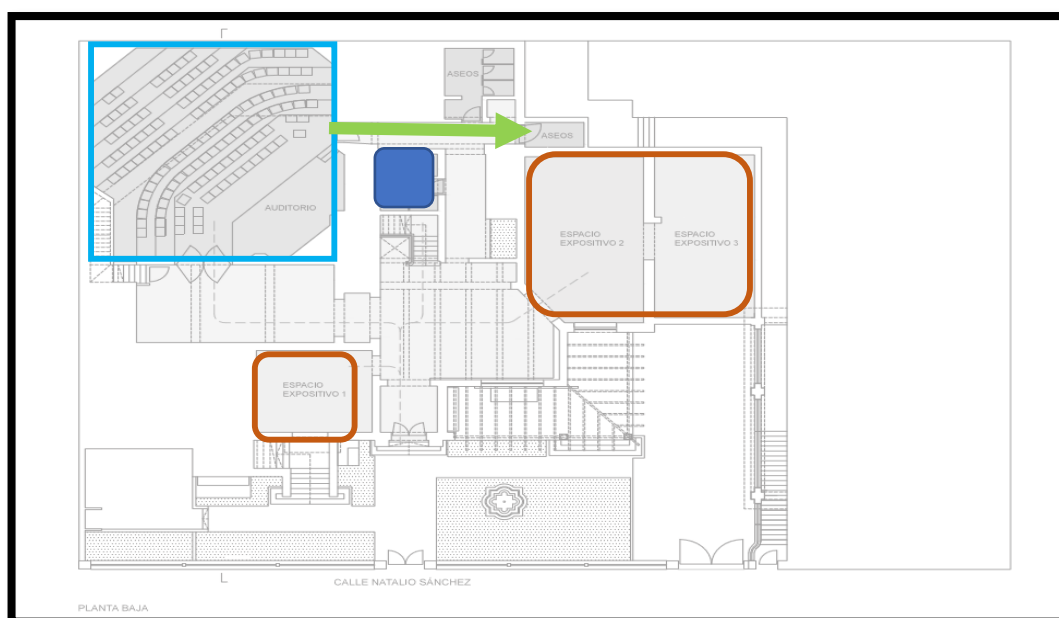 ASEOS
ASEOS
AUDITORIO
ESPACIO
EXPOSITIVO 2
ESPACIO
EXPOSITIVO 3
ESPACIO
EXPOSITIVO 1
CALLE NATALIO SÁNCHEZ
PLANTA BAJA